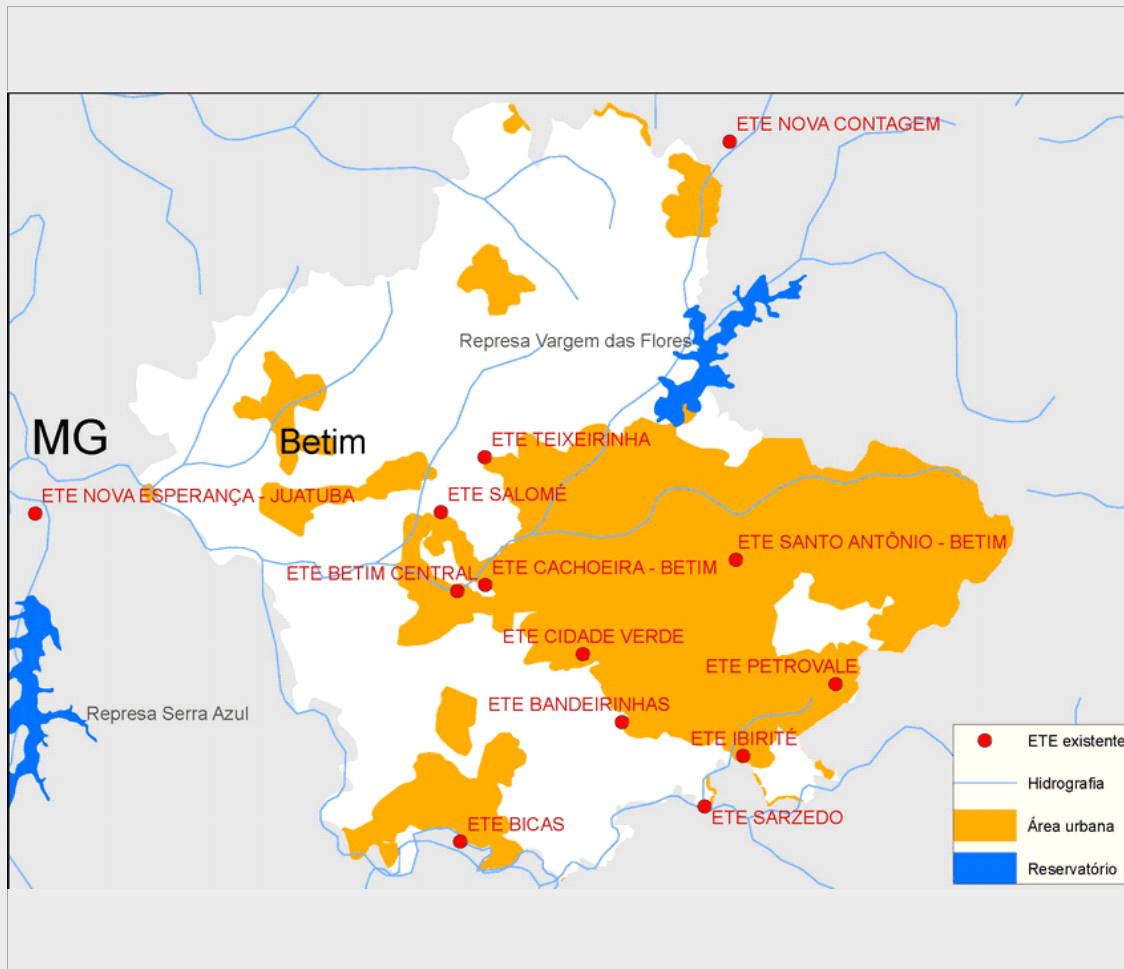 ETE NOVA CONTAGEM
Represa Vargem das Flores
MG
Betim
ETE TEIXEIRINHA
ETE NOVA ESPERANÇA - JUATUBA
ETE SALOMÉ
ETE SANTO ANTÔNIO - BETIM
ETE BETIM CENTRAL
ETE CACHOEIRA - BETIM
ETE CIDADE VERDE
ETE PETROVALE
ETE BANDEIRINHAS
Represa Serra Azul
ETE IBIRITÉ
ETE SARZEDO
ETE BICAS
ETE existente
Hidrografia
Área urbana
Reservatório